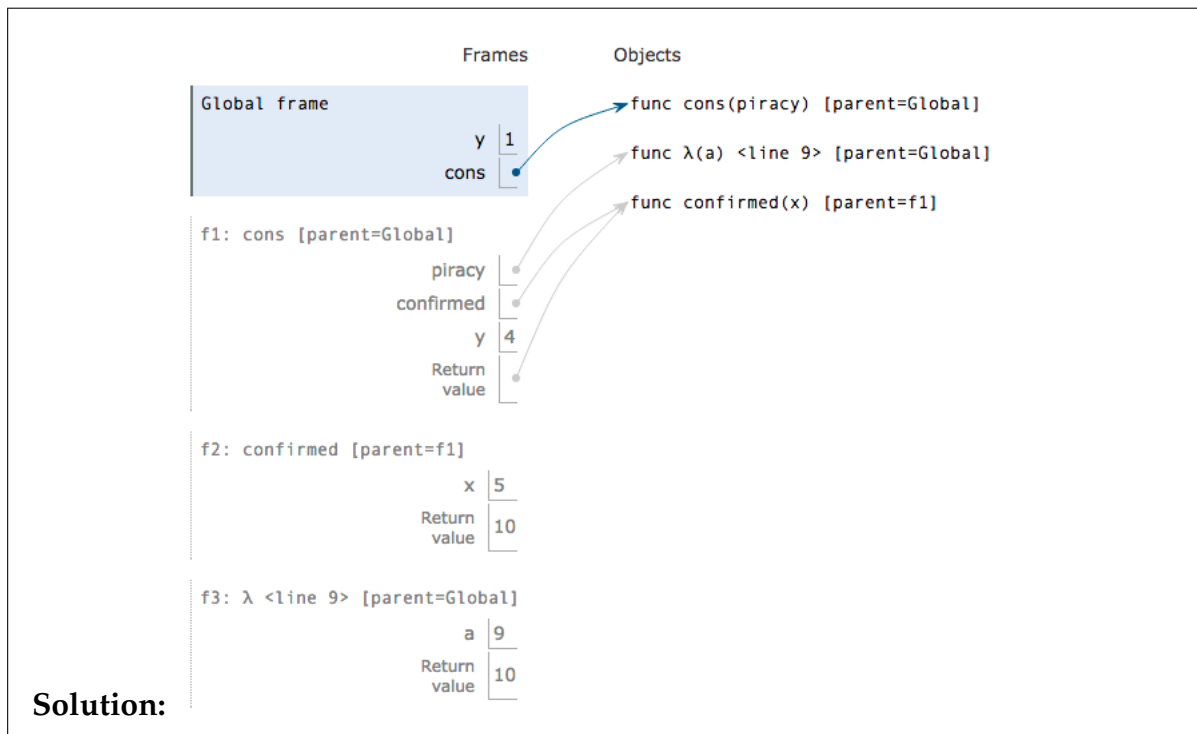 Frames Objects
Global frame
func cons(piracy) [parent=Global]
y 1
func λ(a) <line 9> [parent=Global]
cons
func confirmed(x) [parent=f1]
f1: cons [parent=Global]
piracy
confirmed
y 4
Return
value
f2: confirmed [parent=f1]
x 5
Return
value 10
f3: λ <line 9> [parent=Global]
a 9
Return
value 10
Solution: